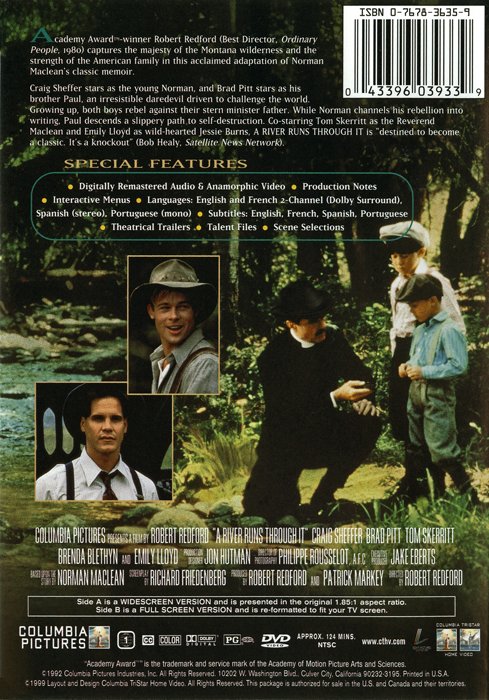 ISBN 0-7678-3635-9
0 43396 03933 9
Academy Award™-winner Robert Redford (Best Director, Ordinary
People, 1980) captures the majesty of the Montana wilderness and the
strength of the American family in this acclaimed adaptation of Norman
Maclean's classic memoir.
Craig Sheffer stars as the young Norman, and Brad Pitt stars as his
brother Paul, an irresistible daredevil driven to challenge the world.
Growing up, both boys rebel against their stern minister father. While Norman channels his rebellion into
writing, Paul descends a slippery path to self-destruction. Co-starring Tom Skerritt as the Reverend
Maclean and Emily Lloyd as wild-hearted Jessie Burns, A RIVER RUNS THROUGH IT is "destined to become
a classic. It's a knockout" (Bob Healy, Satellite News Network).
SPECIAL FEATURES
• Digitally Remastered Audio & Anamorphic Video • Production Notes
• Interactive Menus • Languages: English and French 2-Channel (Dolby Surround),
Spanish (stereo), Portuguese (mono) • Subtitles: English, French, Spanish, Portuguese
• Theatrical Trailers • Talent Files • Scene Selections
COLUMBIA PICTURES PRESENTS A FILM BY ROBERT REDFORD "A RIVER RUNS THROUGH IT" CRAIG SHEFFER BRAD PITT TOM SKERRITT
BRENDA BLETHYN AND EMILY LLOYD PRODUCTION DESIGNER JON HUTMAN DIRECTOR OF PHOTOGRAPHY PHILIPPE ROUSSELOT, A.F.C. EXECUTIVE PRODUCER JAKE EBERTS
BASED UPON THE STORY BY NORMAN MACLEAN SCREENPLAY BY RICHARD FRIEDENBERG PRODUCED BY ROBERT REDFORD AND PATRICK MARKEY DIRECTED BY ROBERT REDFORD
Side A is a WIDESCREEN VERSION and is presented in the original 1.85:1 aspect ratio.
Side B is a FULL SCREEN VERSION and is re-formatted to fit your TV screen.
COLUMBIA PICTURES 1 CC COLOR DOLBY DIGITAL PG DVD VIDEO APPROX. 124 MINS. NTSC www.cthv.com COLUMBIA TRISTAR HOME VIDEO
"Academy Award™ is the trademark and service mark of the Academy of Motion Picture Arts and Sciences.
©1992 Columbia Pictures Industries, Inc. All Rights Reserved. 10202 W. Washington Blvd. Culver City, California 90232-3195. Printed in U.S.A.
©1999 Layout and Design Columbia TriStar Home Video. All Rights Reserved. This package authorized for sale in the U.S. and Canada and their territories.